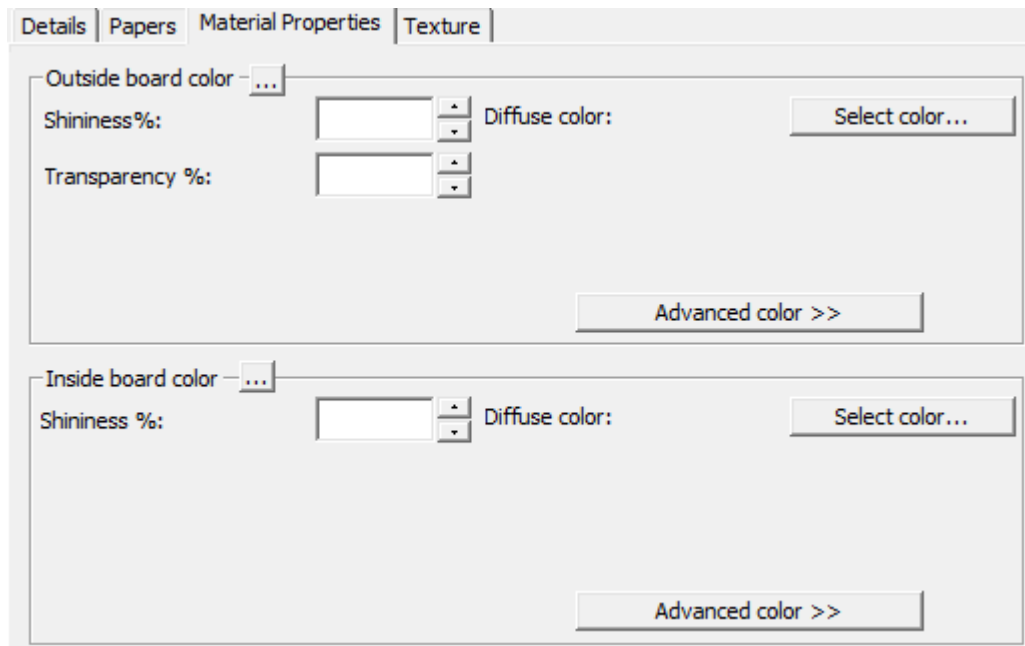 Details Papers Material Properties Texture
Outside board color ...
Shininess%: Diffuse color: Select color...
Transparency %:
Advanced color >>
Inside board color ...
Shininess %: Diffuse color: Select color...
Advanced color >>